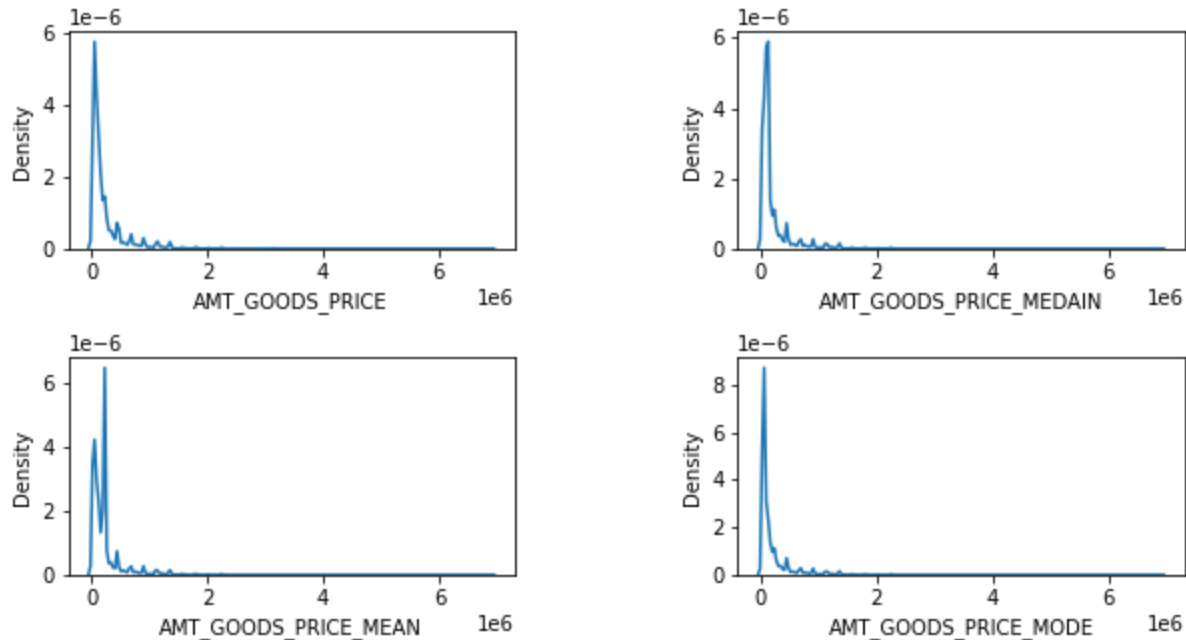 1e−6
6
4
2
0
Density
0 2 4 6
1e6
AMT_GOODS_PRICE
1e−6
6
4
2
0
Density
0 2 4 6
1e6
AMT_GOODS_PRICE_MEDAIN
1e−6
6
4
2
0
Density
0 2 4 6
1e6
AMT_GOODS_PRICE_MEAN
1e−6
8
6
4
2
0
Density
0 2 4 6
1e6
AMT_GOODS_PRICE_MODE